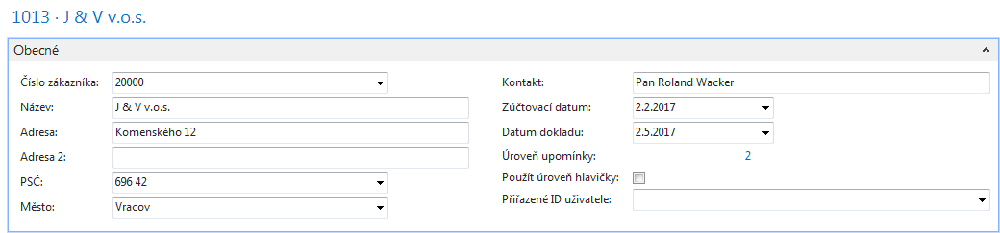 1013 · J & V v.o.s.
Obecné
Číslo zákazníka: 20000
Název: J & V v.o.s.
Adresa: Komenského 12
Adresa 2:
PSČ: 696 42
Město: Vracov
Kontakt: Pan Roland Wacker
Zúčtovací datum: 2.2.2017
Datum dokladu: 2.5.2017
Úroveň upomínky: 2
Použít úroveň hlavičky:
Přiřazené ID uživatele: